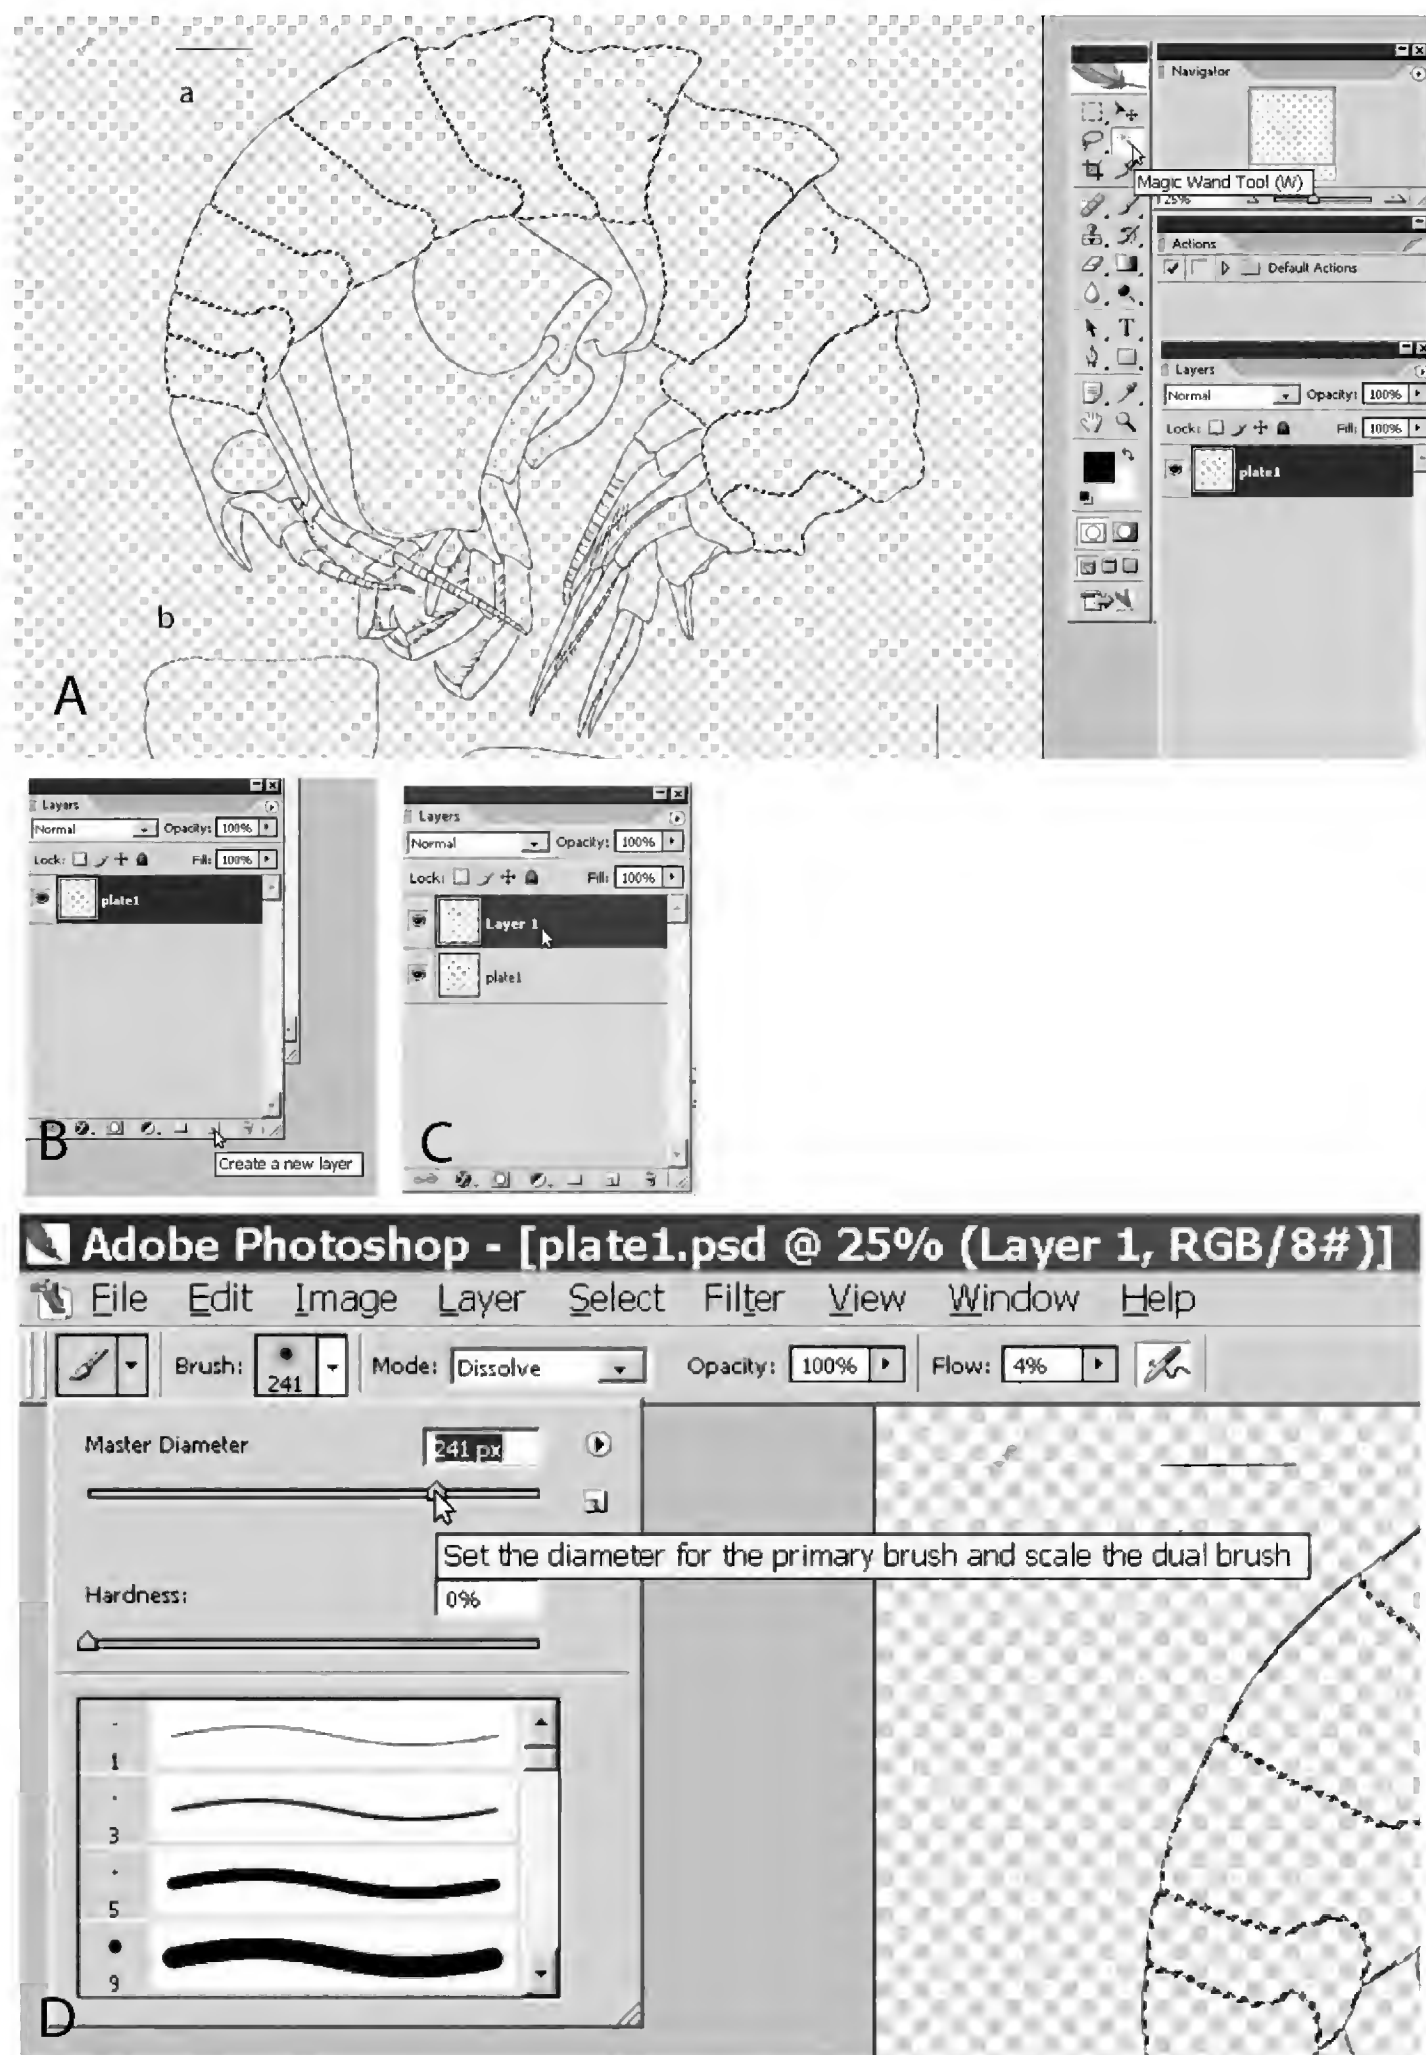 a
Navigator
Magic Wand Tool (W)
Actions
Default Actions
Layers
Normal Opacity: 100%
Lock: Fill: 100%
plate1
b
A
Layers
Normal Opacity: 100%
Lock: Fill: 100%
plate1
B
Create a new layer
Layers
Normal Opacity: 100%
Lock: Fill: 100%
Layer 1
plate1
C
Adobe Photoshop - [plate1.psd @ 25% (Layer 1, RGB/8#)]
File Edit Image Layer Select Filter View Window Help
Brush: 241 Mode: Dissolve Opacity: 100% Flow: 4%
Master Diameter 241 px
Set the diameter for the primary brush and scale the dual brush
Hardness: 0%
1
3
5
9
D